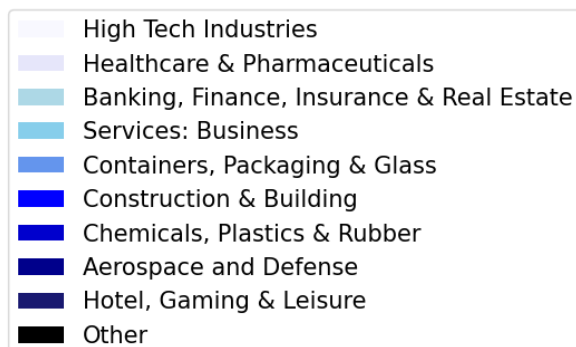 High Tech Industries
Healthcare & Pharmaceuticals
Banking, Finance, Insurance & Real Estate
Services: Business
Containers, Packaging & Glass
Construction & Building
Chemicals, Plastics & Rubber
Aerospace and Defense
Hotel, Gaming & Leisure
Other